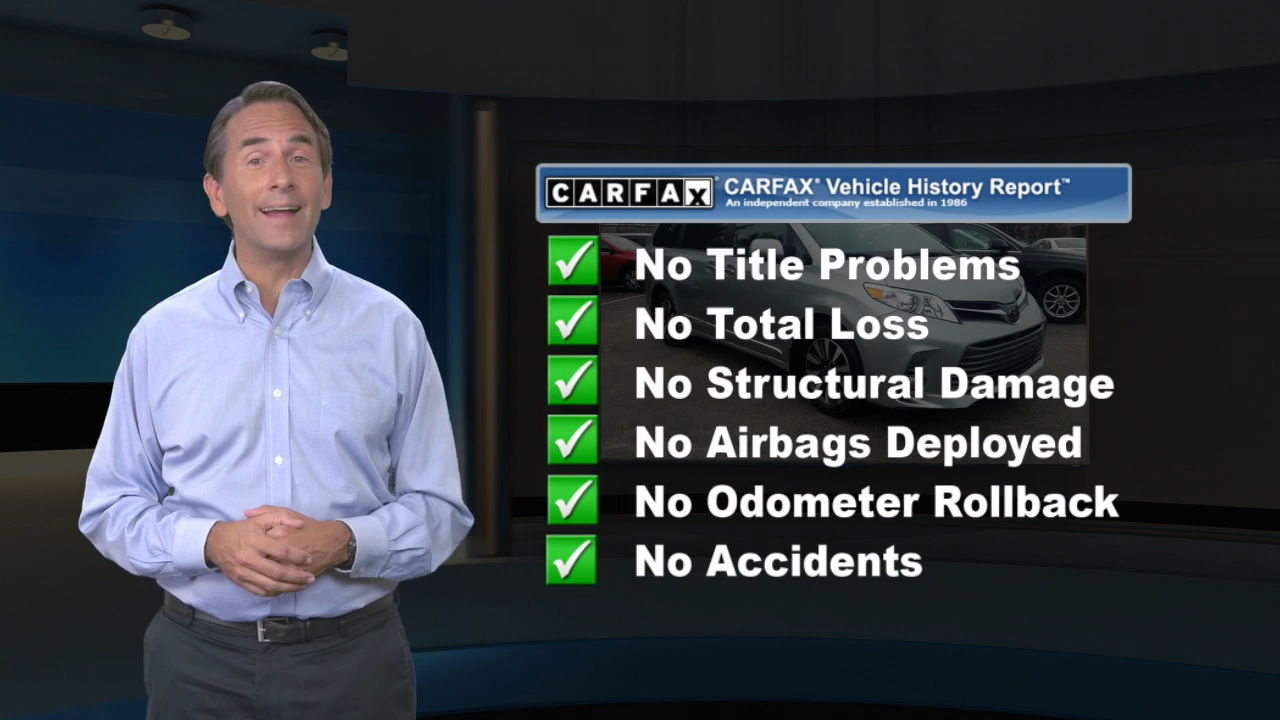 CARFAX® CARFAX® Vehicle History Report™
An independent company established in 1986
No Title Problems
No Total Loss
No Structural Damage
No Airbags Deployed
No Odometer Rollback
No Accidents